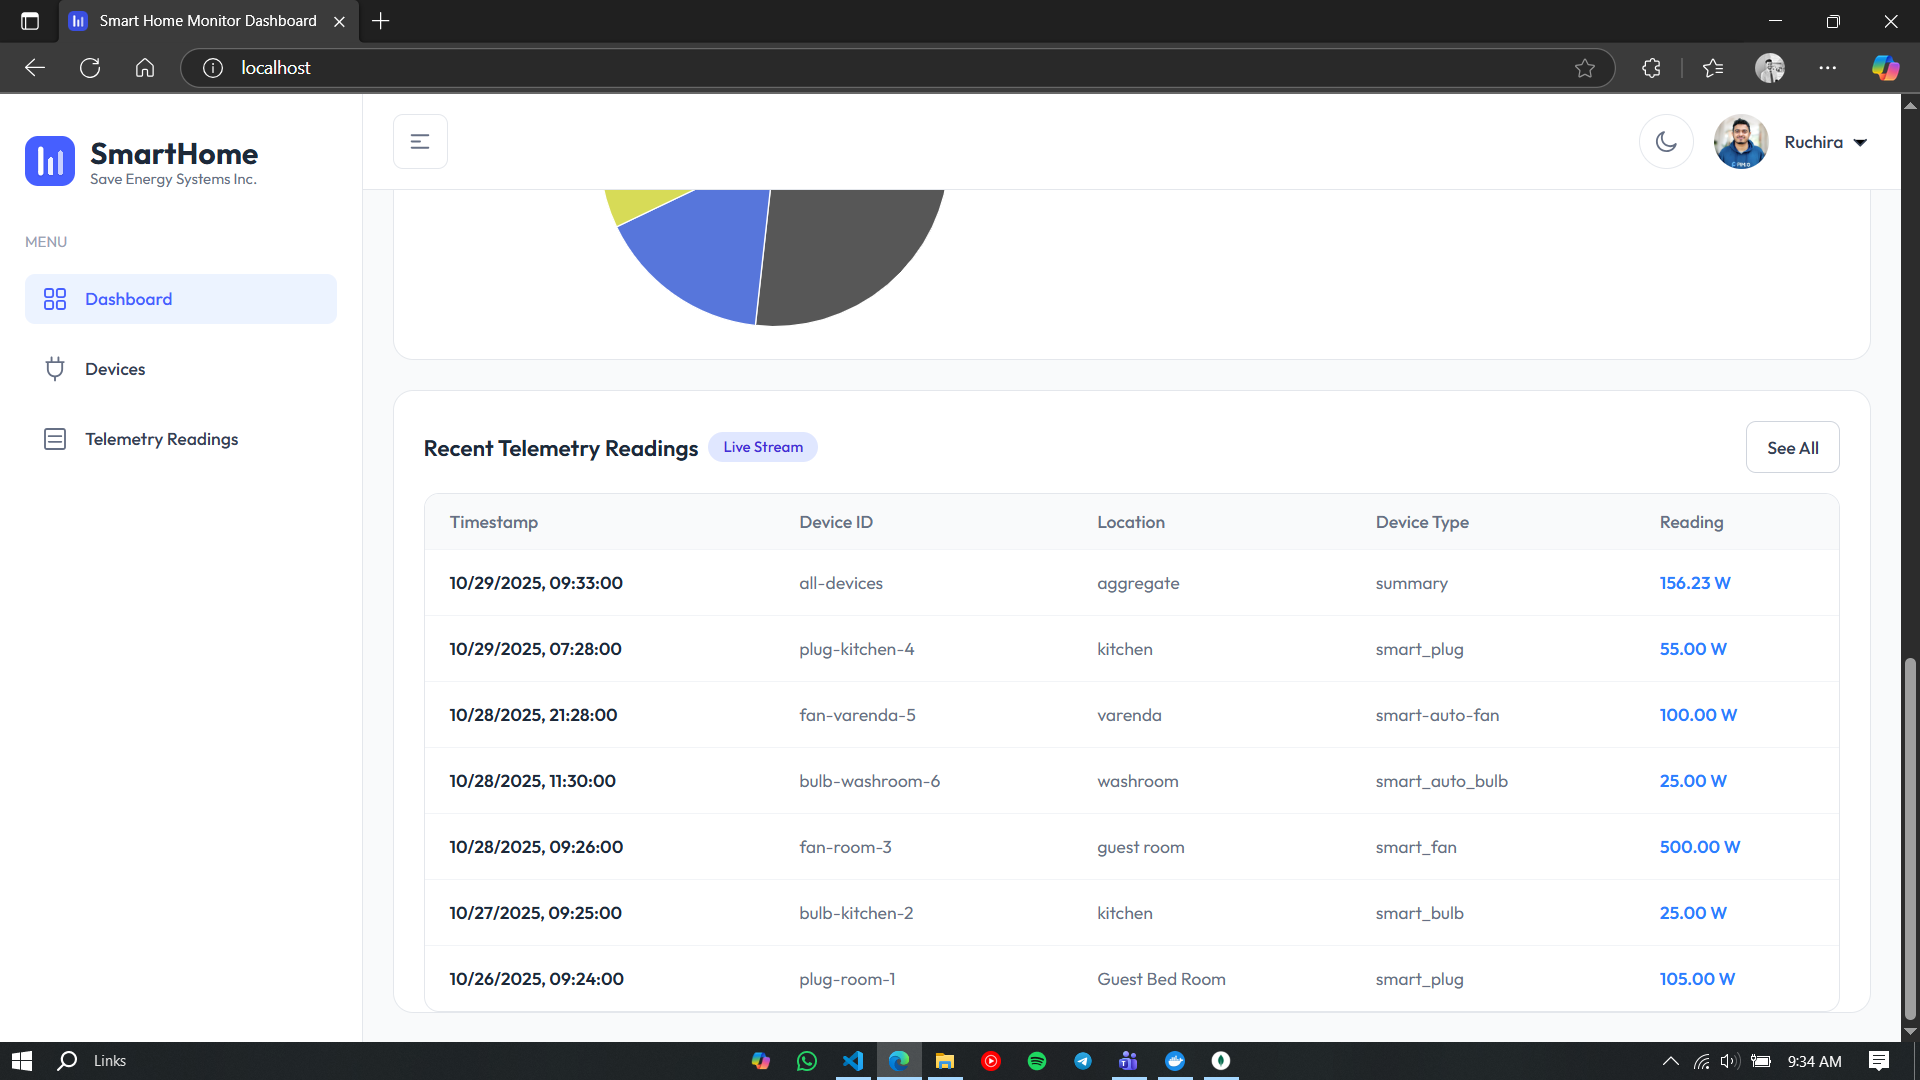 Smart Home Monitor Dashboard
localhost
SmartHome
Save Energy Systems Inc.
Ruchira
MENU
Dashboard
Devices
Telemetry Readings
Recent Telemetry Readings Live Stream See All
Timestamp Device ID Location Device Type Reading
10/29/2025, 09:33:00 all-devices aggregate summary 156.23 W
10/29/2025, 07:28:00 plug-kitchen-4 kitchen smart_plug 55.00 W
10/28/2025, 21:28:00 fan-varenda-5 varenda smart-auto-fan 100.00 W
10/28/2025, 11:30:00 bulb-washroom-6 washroom smart_auto_bulb 25.00 W
10/28/2025, 09:26:00 fan-room-3 guest room smart_fan 500.00 W
10/27/2025, 09:25:00 bulb-kitchen-2 kitchen smart_bulb 25.00 W
10/26/2025, 09:24:00 plug-room-1 Guest Bed Room smart_plug 105.00 W
Links 9:34 AM